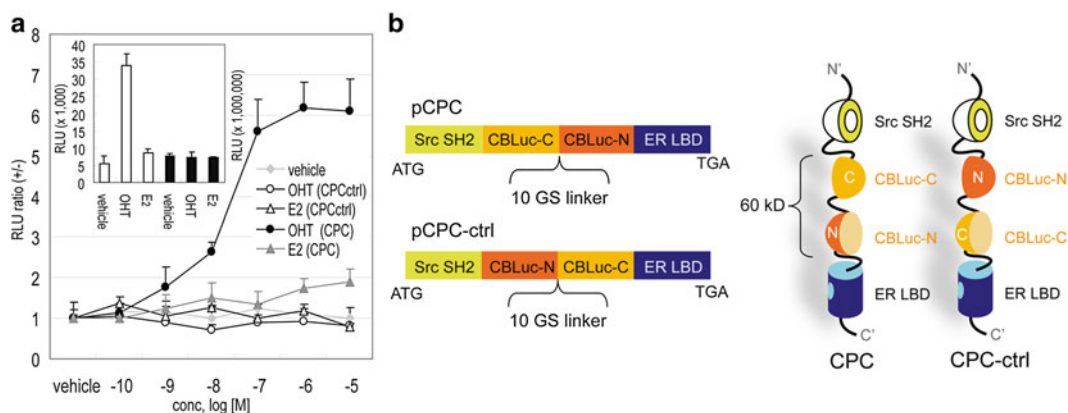 a
RLU ratio (+/-)
8
7
6
5
4
3
2
1
0
vehicle -10 -9 -8 -7 -6 -5
conc, log [M]
RLU (x 1,000)
40
35
30
25
20
15
10
5
0
vehicle
OHT
E2
vehicle
OHT
E2
RLU (x 1,000,000)
vehicle
OHT (CPCctrl)
E2 (CPCctrl)
OHT (CPC)
E2 (CPC)
b
pCPC
Src SH2 CBLuc-C CBLuc-N ER LBD
ATG TGA
10 GS linker
pCPC-ctrl
Src SH2 CBLuc-N CBLuc-C ER LBD
ATG TGA
10 GS linker
N' N'
Src SH2 Src SH2
60 kD C CBLuc-C N CBLuc-N
N CBLuc-N C CBLuc-C
ER LBD ER LBD
C' C'
CPC CPC-ctrl